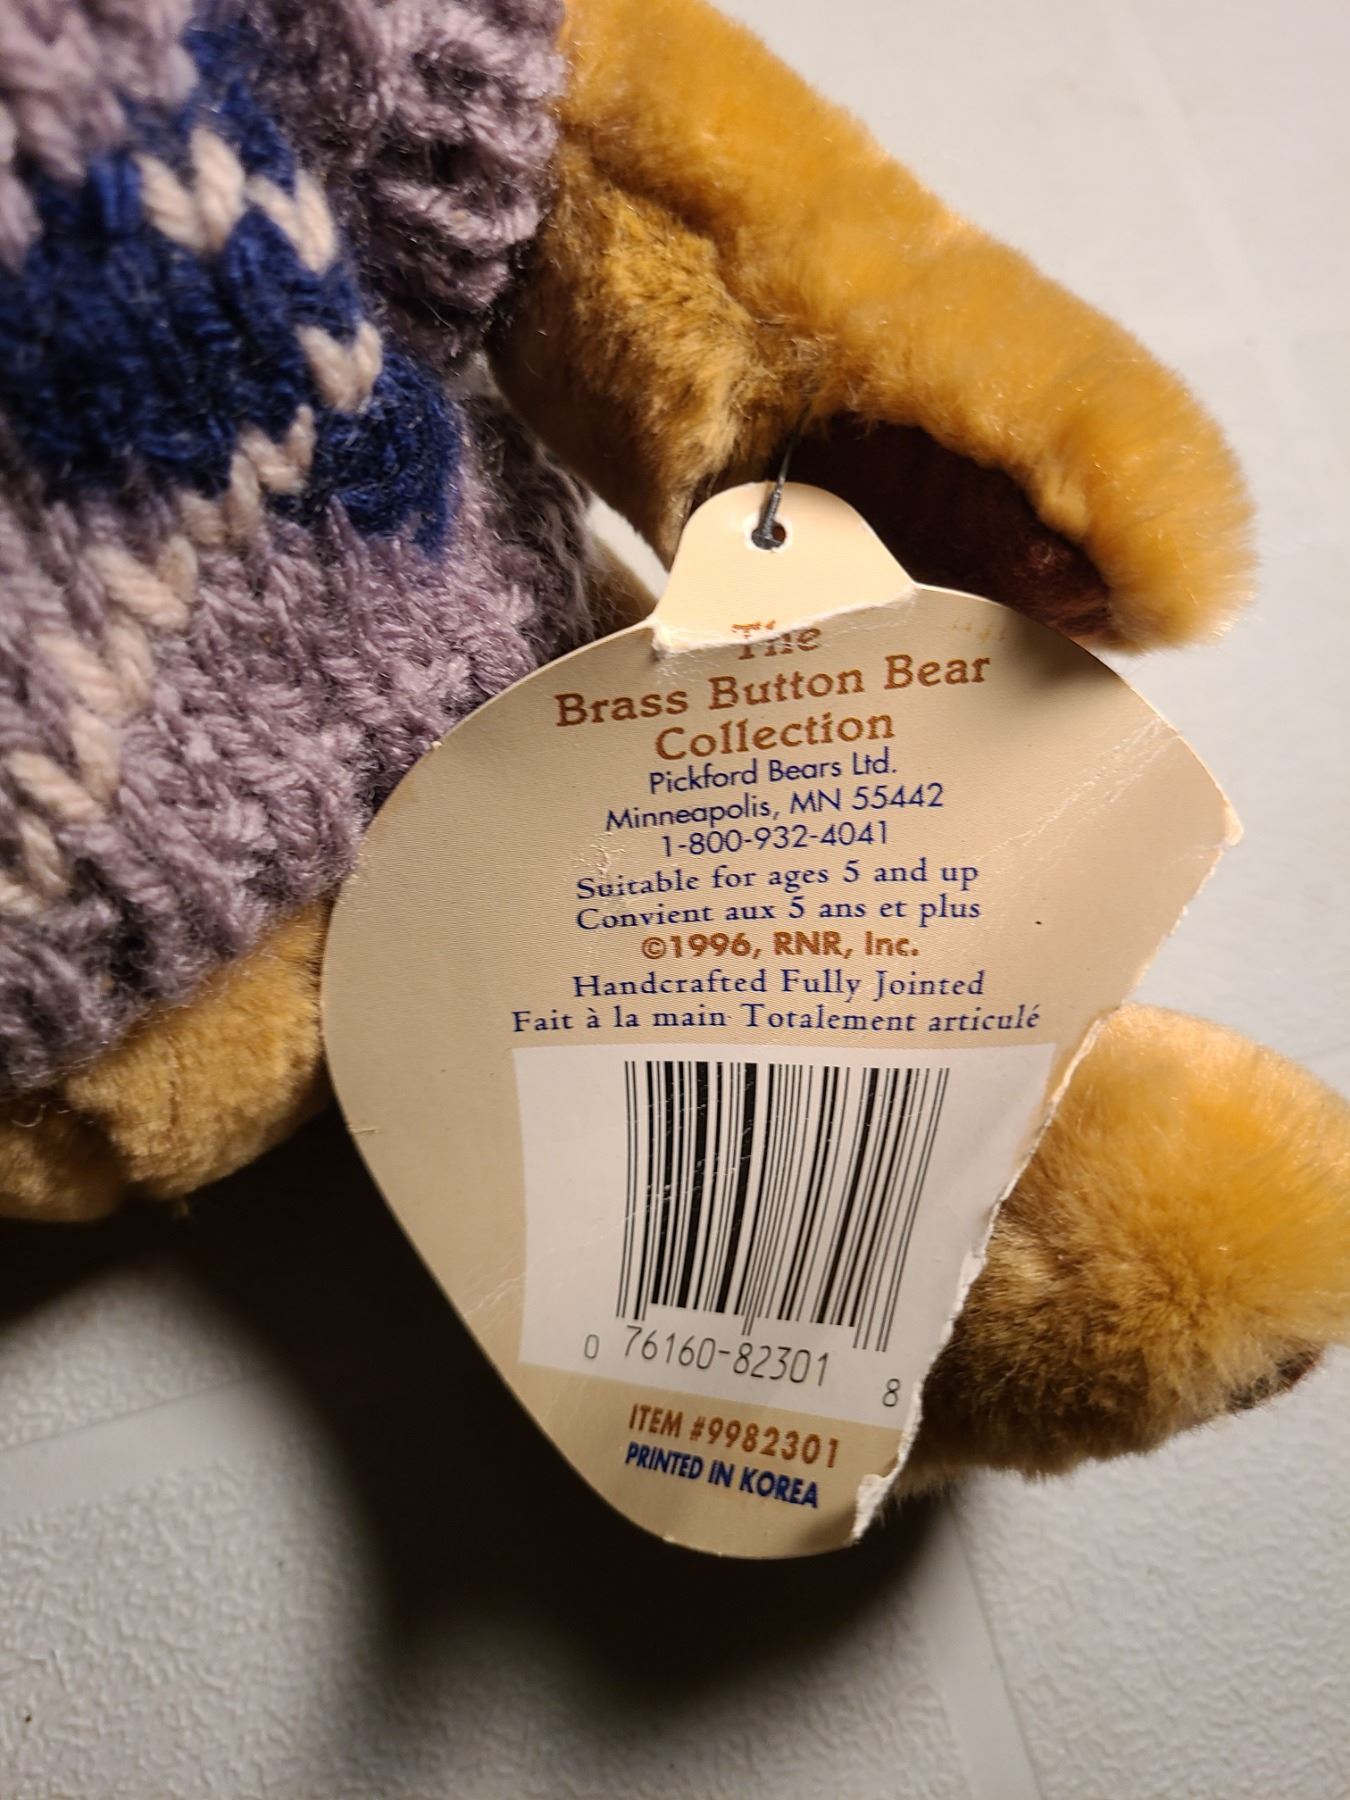 The
Brass Button Bear
Collection
Pickford Bears Ltd.
Minneapolis, MN 55442
1-800-932-4041
Suitable for ages 5 and up
Convient aux 5 ans et plus
©1996, RNR, Inc.
Handcrafted Fully Jointed
Fait à la main Totalement articulé
0 76160-82301 8
ITEM #9982301
PRINTED IN KOREA